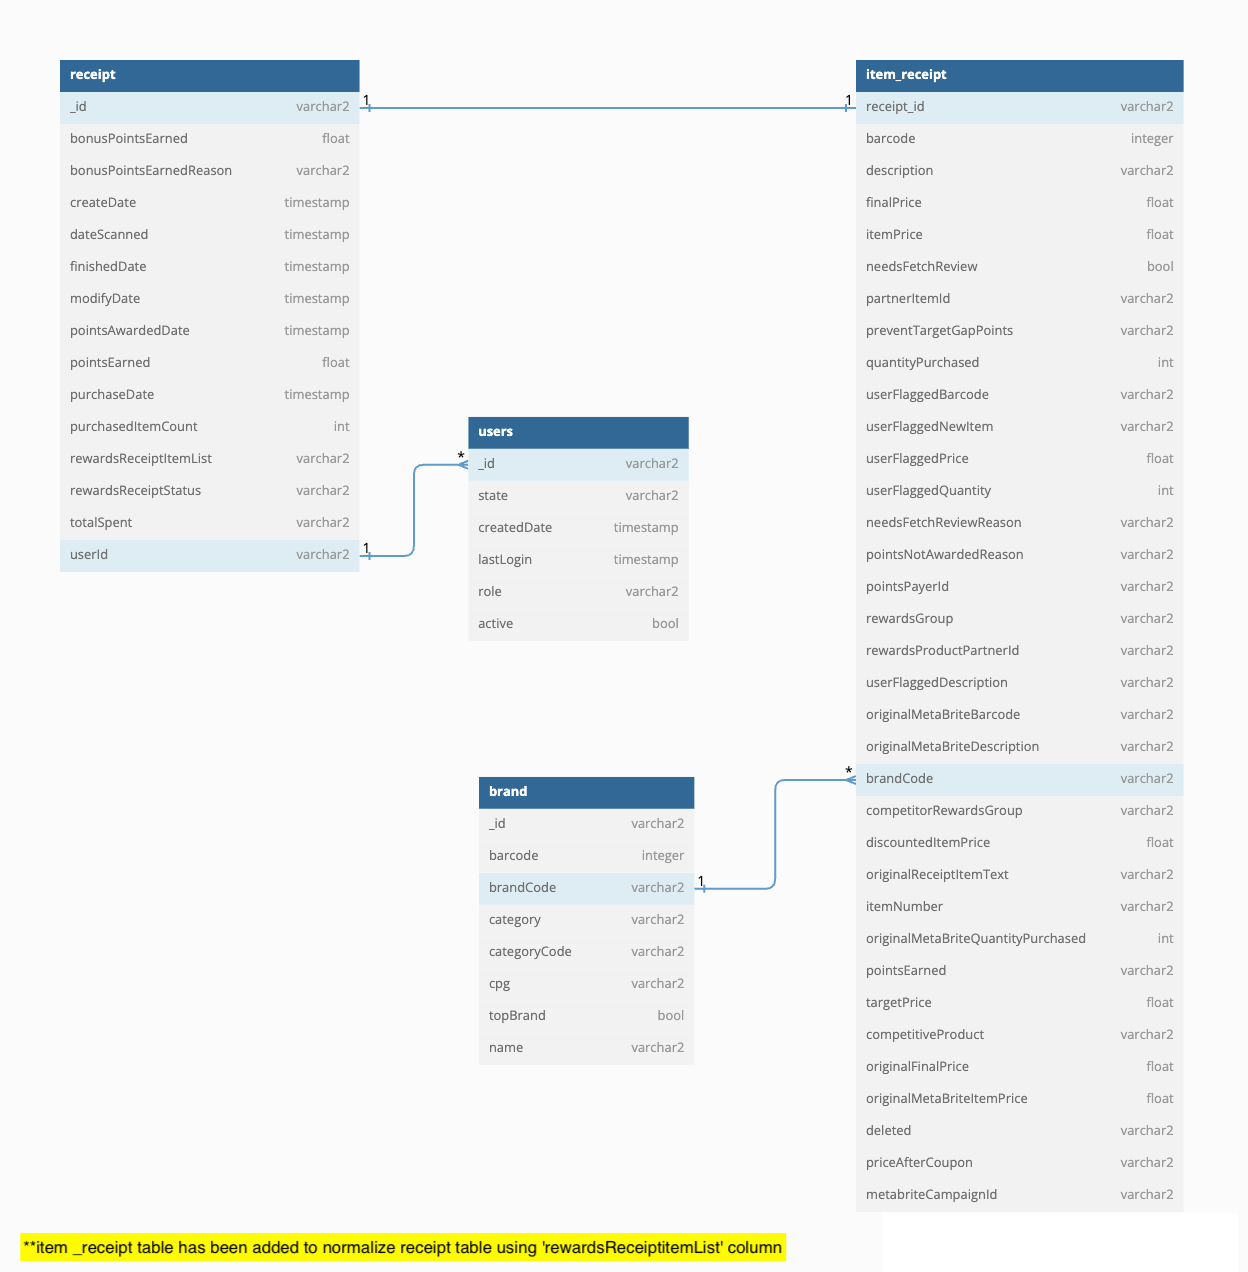 receipt
_id varchar2
bonusPointsEarned float
bonusPointsEarnedReason varchar2
createDate timestamp
dateScanned timestamp
finishedDate timestamp
modifyDate timestamp
pointsAwardedDate timestamp
pointsEarned float
purchaseDate timestamp
purchasedItemCount int
rewardsReceiptItemList varchar2
rewardsReceiptStatus varchar2
totalSpent varchar2
userId varchar2
1
1
1
*
users
_id varchar2
state varchar2
createdDate timestamp
lastLogin timestamp
role varchar2
active bool
brand
_id varchar2
barcode integer
brandCode varchar2
category varchar2
categoryCode varchar2
cpg varchar2
topBrand bool
name varchar2
1
*
item_receipt
receipt_id varchar2
barcode integer
description varchar2
finalPrice float
itemPrice float
needsFetchReview bool
partnerItemId varchar2
preventTargetGapPoints varchar2
quantityPurchased int
userFlaggedBarcode varchar2
userFlaggedNewItem varchar2
userFlaggedPrice float
userFlaggedQuantity int
needsFetchReviewReason varchar2
pointsNotAwardedReason varchar2
pointsPayerId varchar2
rewardsGroup varchar2
rewardsProductPartnerId varchar2
userFlaggedDescription varchar2
originalMetaBriteBarcode varchar2
originalMetaBriteDescription varchar2
brandCode varchar2
competitorRewardsGroup varchar2
discountedItemPrice float
originalReceiptItemText varchar2
itemNumber varchar2
originalMetaBriteQuantityPurchased int
pointsEarned varchar2
targetPrice float
competitiveProduct varchar2
originalFinalPrice float
originalMetaBriteItemPrice float
deleted varchar2
priceAfterCoupon varchar2
metabriteCampaignId varchar2
**item _receipt table has been added to normalize receipt table using 'rewardsReceiptitemList' column